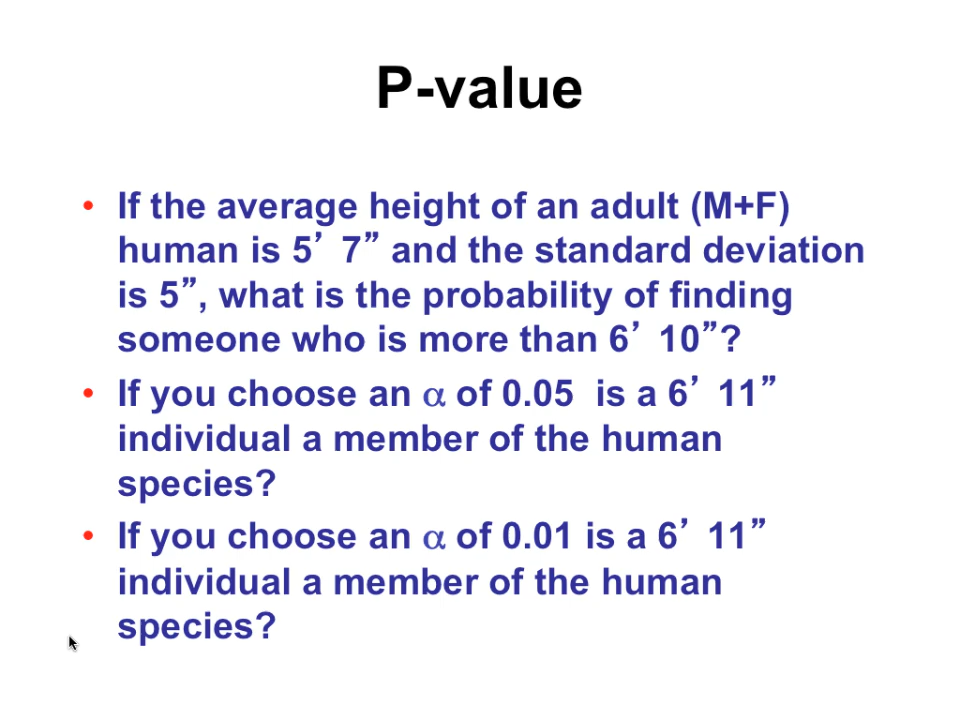 P-value
• If the average height of an adult (M+F)
human is 5’ 7” and the standard deviation
is 5”, what is the probability of finding
someone who is more than 6’ 10”?
• If you choose an α of 0.05  is a 6’ 11”
individual a member of the human
species?
• If you choose an α of 0.01 is a 6’ 11”
individual a member of the human
species?